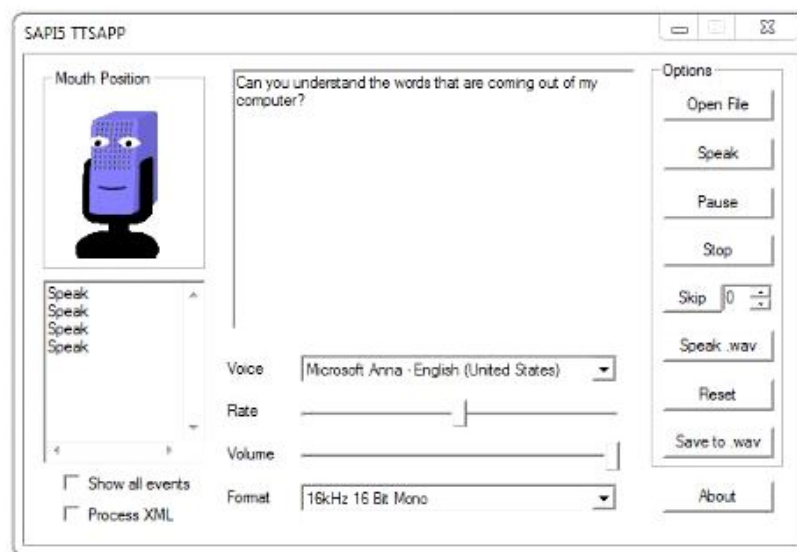 SAPI5 TTSAPP
Mouth Position
Can you understand the words that are coming out of my
computer?
Options
Open File
Speak
Pause
Stop
Skip 0
Speak .wav
Reset
Save to .wav
About
Speak
Speak
Speak
Speak
Show all events
Process XML
Voice Microsoft Anna - English (United States)
Rate
Volume
Format 16kHz 16 Bit Mono